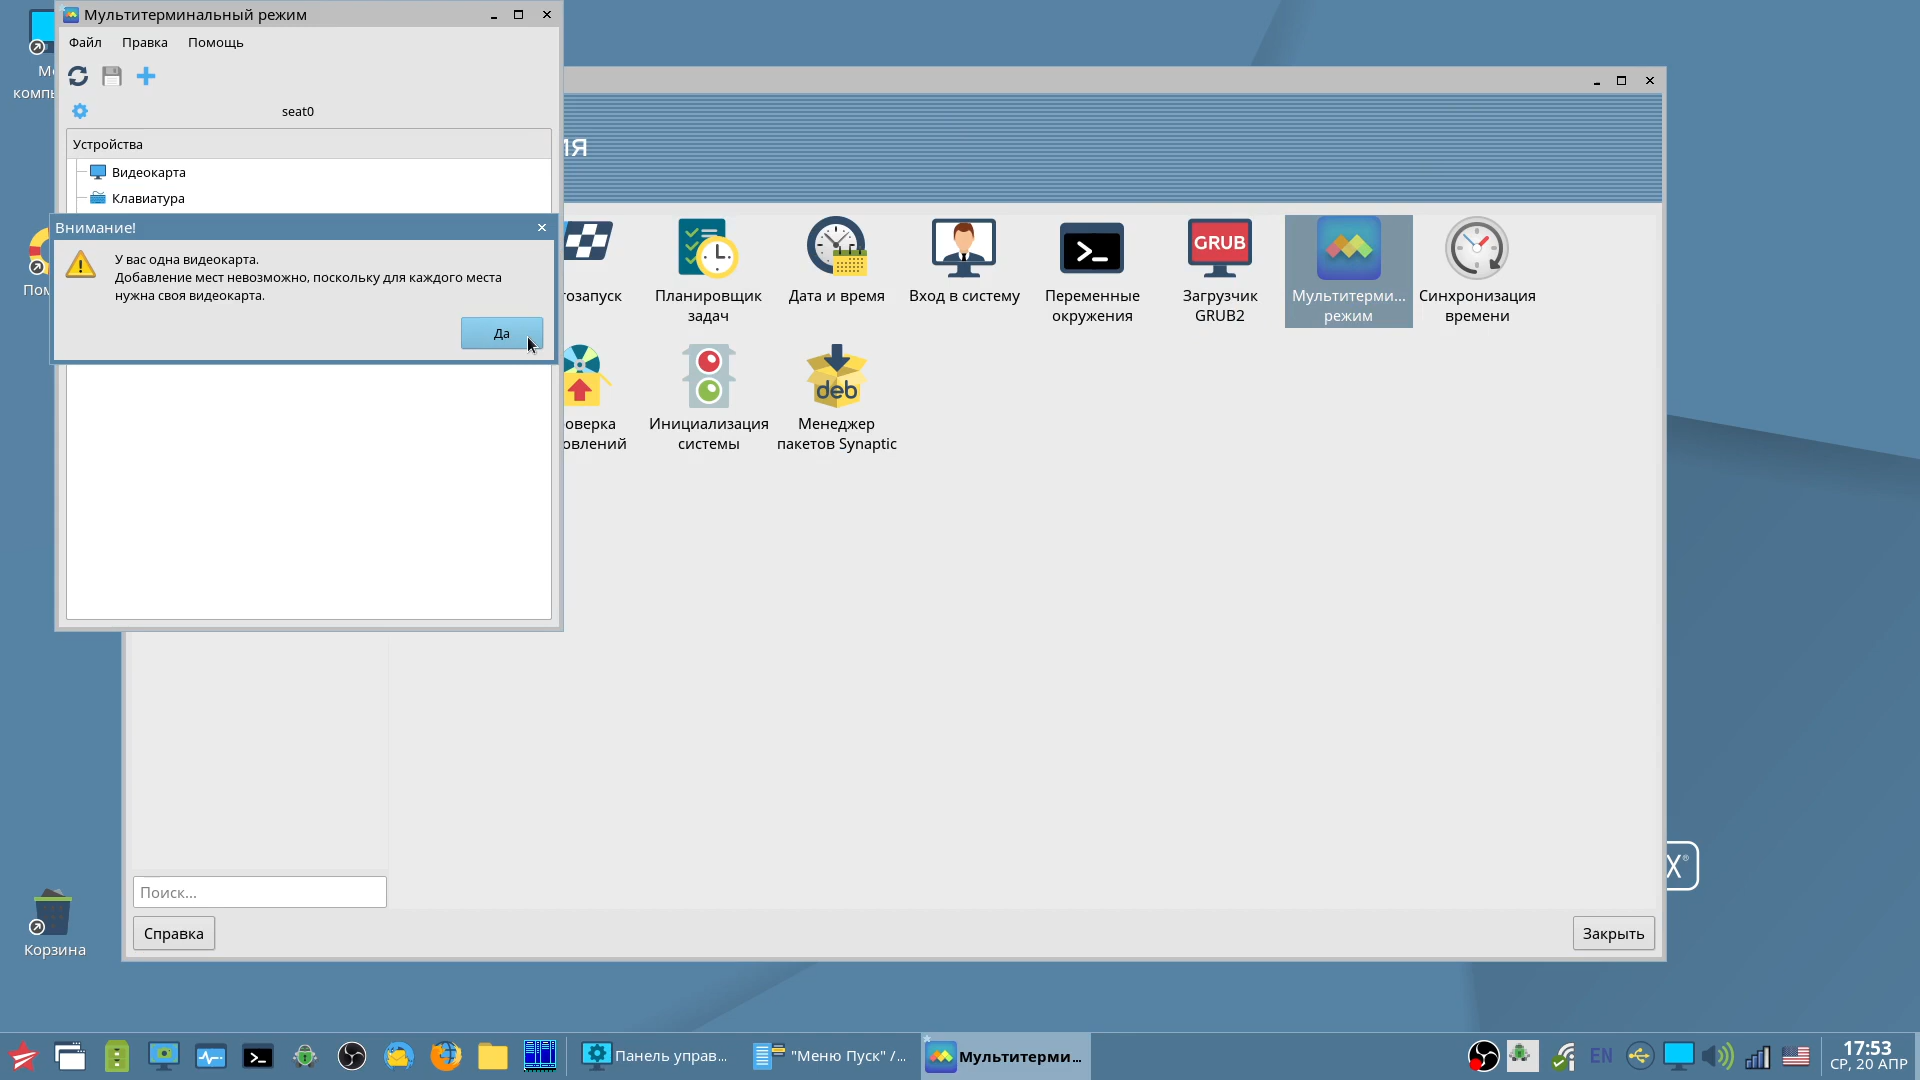 Мультитерминальный режим
Файл Правка Помощь
seat0
Устройства
Видеокарта
Клавиатура
Внимание!
У вас одна видеокарта.
Добавление мест невозможно, поскольку для каждого места
нужна своя видеокарта.
Да
ия
тозапуск
Планировщик
задач
Дата и время
Вход в систему
Переменные
окружения
GRUB
Загрузчик
GRUB2
Мультитерми...
режим
Синхронизация
времени
оверка
овлений
Инициализация
системы
deb
Менеджер
пакетов Synaptic
Поиск...
Справка
Закрыть
X®
Корзина
Панель управ...
"Меню Пуск" /...
Мультитерми...
EN
17:53
СР, 20 АПР